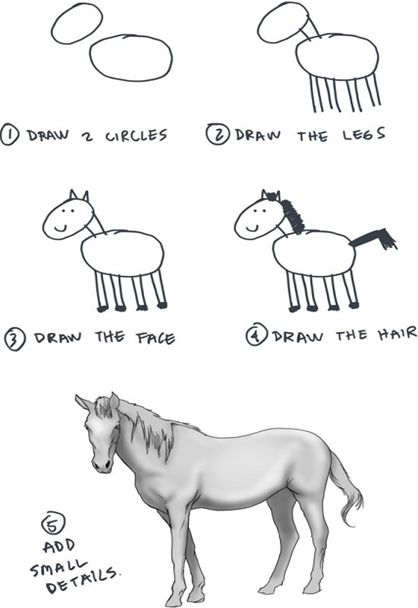 ① DRAW 2 CIRCLES
② DRAW THE LEGS
③ DRAW THE FACE
④ DRAW THE HAIR
⑤
ADD
SMALL
DETAILS.